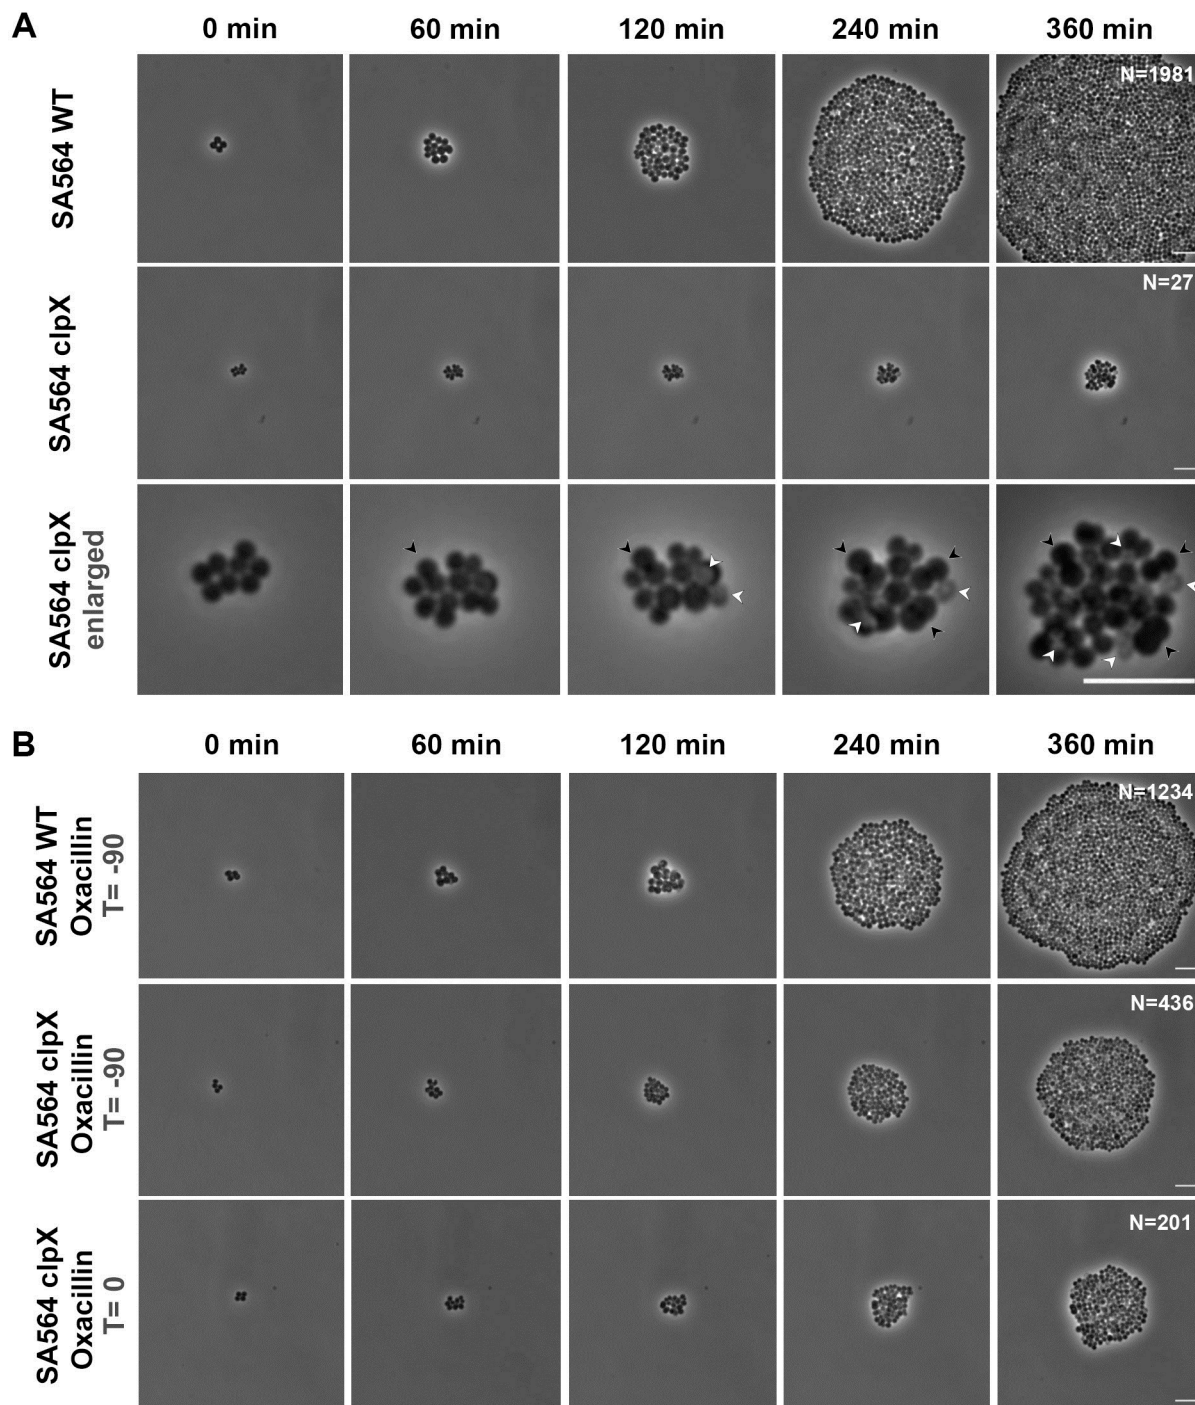 A
0 min 60 min 120 min 240 min 360 min
SA564 WT
N=1981
SA564 clpX
N=27
SA564 clpX
enlarged
B
0 min 60 min 120 min 240 min 360 min
SA564 WT
Oxacillin
T= -90
N=1234
SA564 clpX
Oxacillin
T= -90
N=436
SA564 clpX
Oxacillin
T= 0
N=201